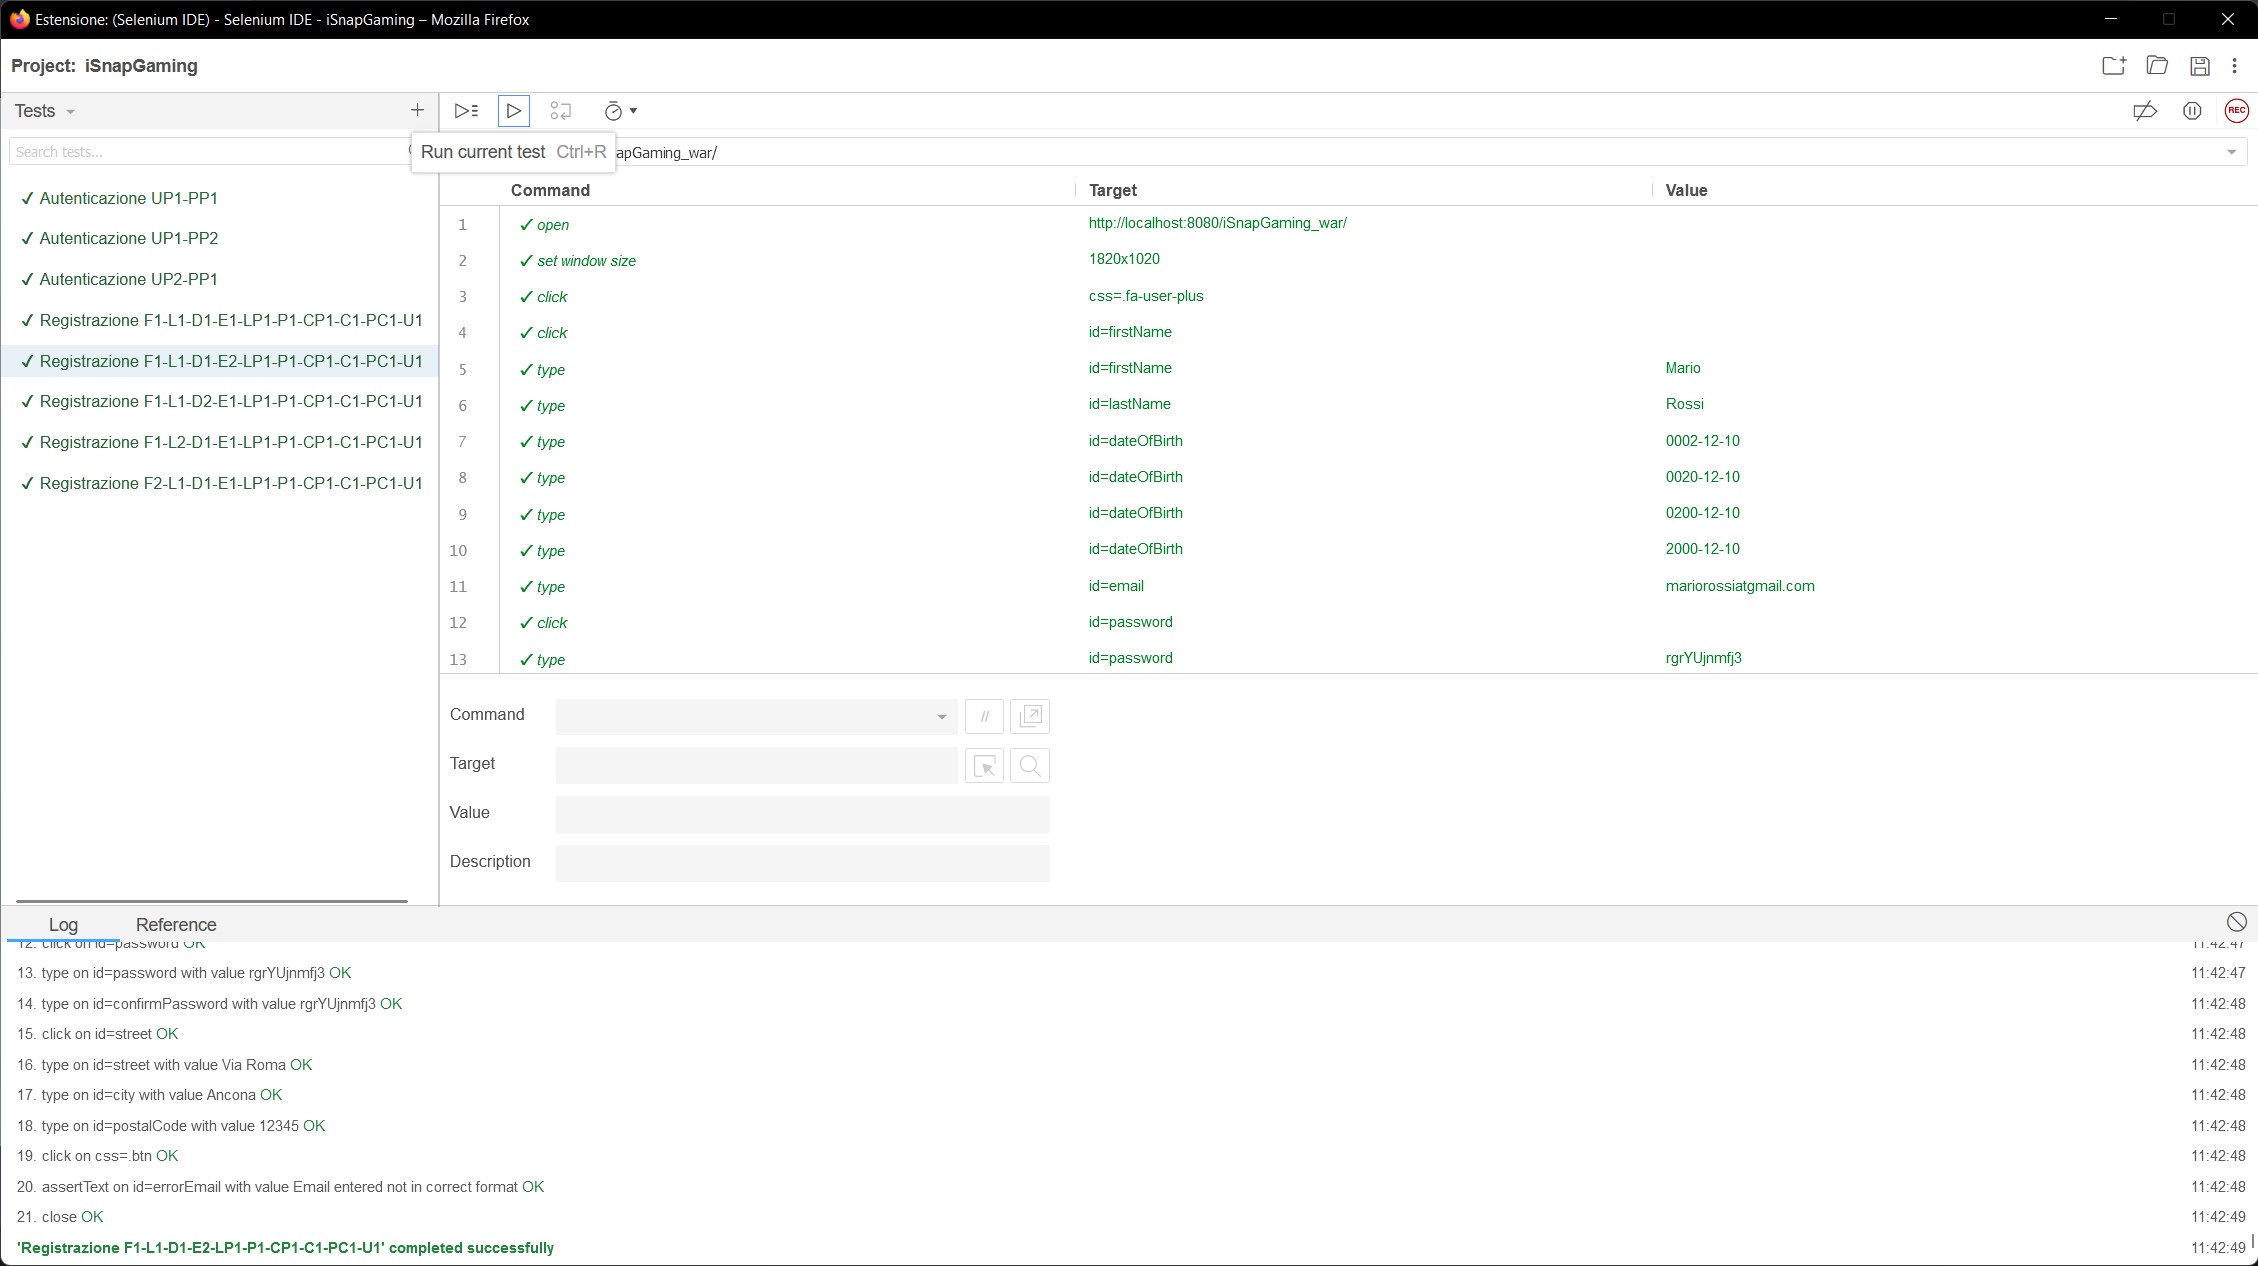 Estensione: (Selenium IDE) - Selenium IDE - iSnapGaming – Mozilla Firefox
Project: iSnapGaming
Tests
Search tests...
Run current test Ctrl+R
apGaming_war/
✓ Autenticazione UP1-PP1
✓ Autenticazione UP1-PP2
✓ Autenticazione UP2-PP1
✓ Registrazione F1-L1-D1-E1-LP1-P1-CP1-C1-PC1-U1
✓ Registrazione F1-L1-D1-E2-LP1-P1-CP1-C1-PC1-U1
✓ Registrazione F1-L1-D2-E1-LP1-P1-CP1-C1-PC1-U1
✓ Registrazione F1-L2-D1-E1-LP1-P1-CP1-C1-PC1-U1
✓ Registrazione F2-L1-D1-E1-LP1-P1-CP1-C1-PC1-U1
REC
Command Target Value
1 ✓ open http://localhost:8080/iSnapGaming_war/
2 ✓ set window size 1820x1020
3 ✓ click css=.fa-user-plus
4 ✓ click id=firstName
5 ✓ type id=firstName Mario
6 ✓ type id=lastName Rossi
7 ✓ type id=dateOfBirth 0002-12-10
8 ✓ type id=dateOfBirth 0020-12-10
9 ✓ type id=dateOfBirth 0200-12-10
10 ✓ type id=dateOfBirth 2000-12-10
11 ✓ type id=email mariorossiatgmail.com
12 ✓ click id=password
13 ✓ type id=password rgrYUjnmfj3
Command //
Target
Value
Description
Log Reference
12. click on id=password OK 11:42:47
13. type on id=password with value rgrYUjnmfj3 OK 11:42:47
14. type on id=confirmPassword with value rgrYUjnmfj3 OK 11:42:48
15. click on id=street OK 11:42:48
16. type on id=street with value Via Roma OK 11:42:48
17. type on id=city with value Ancona OK 11:42:48
18. type on id=postalCode with value 12345 OK 11:42:48
19. click on css=.btn OK 11:42:48
20. assertText on id=errorEmail with value Email entered not in correct format OK 11:42:48
21. close OK 11:42:49
'Registrazione F1-L1-D1-E2-LP1-P1-CP1-C1-PC1-U1' completed successfully 11:42:49